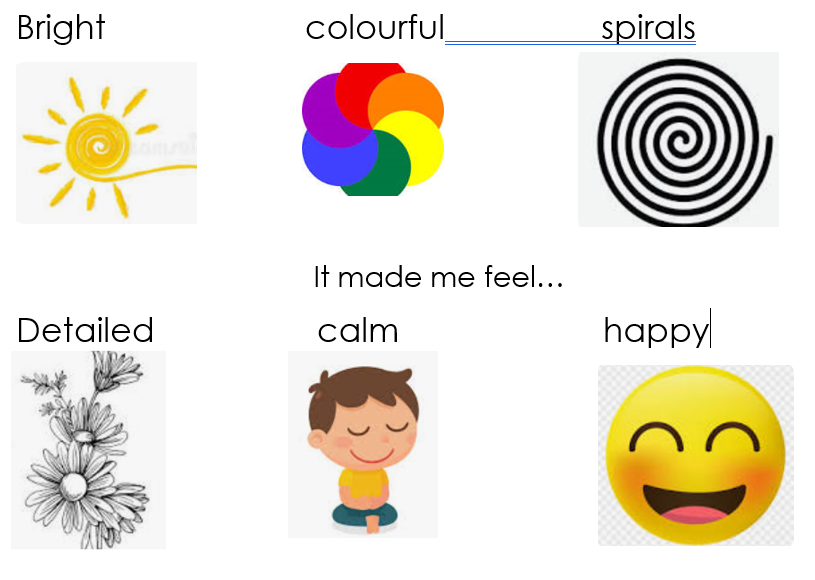 Bright colourful spirals
It made me feel...
Detailed calm happy